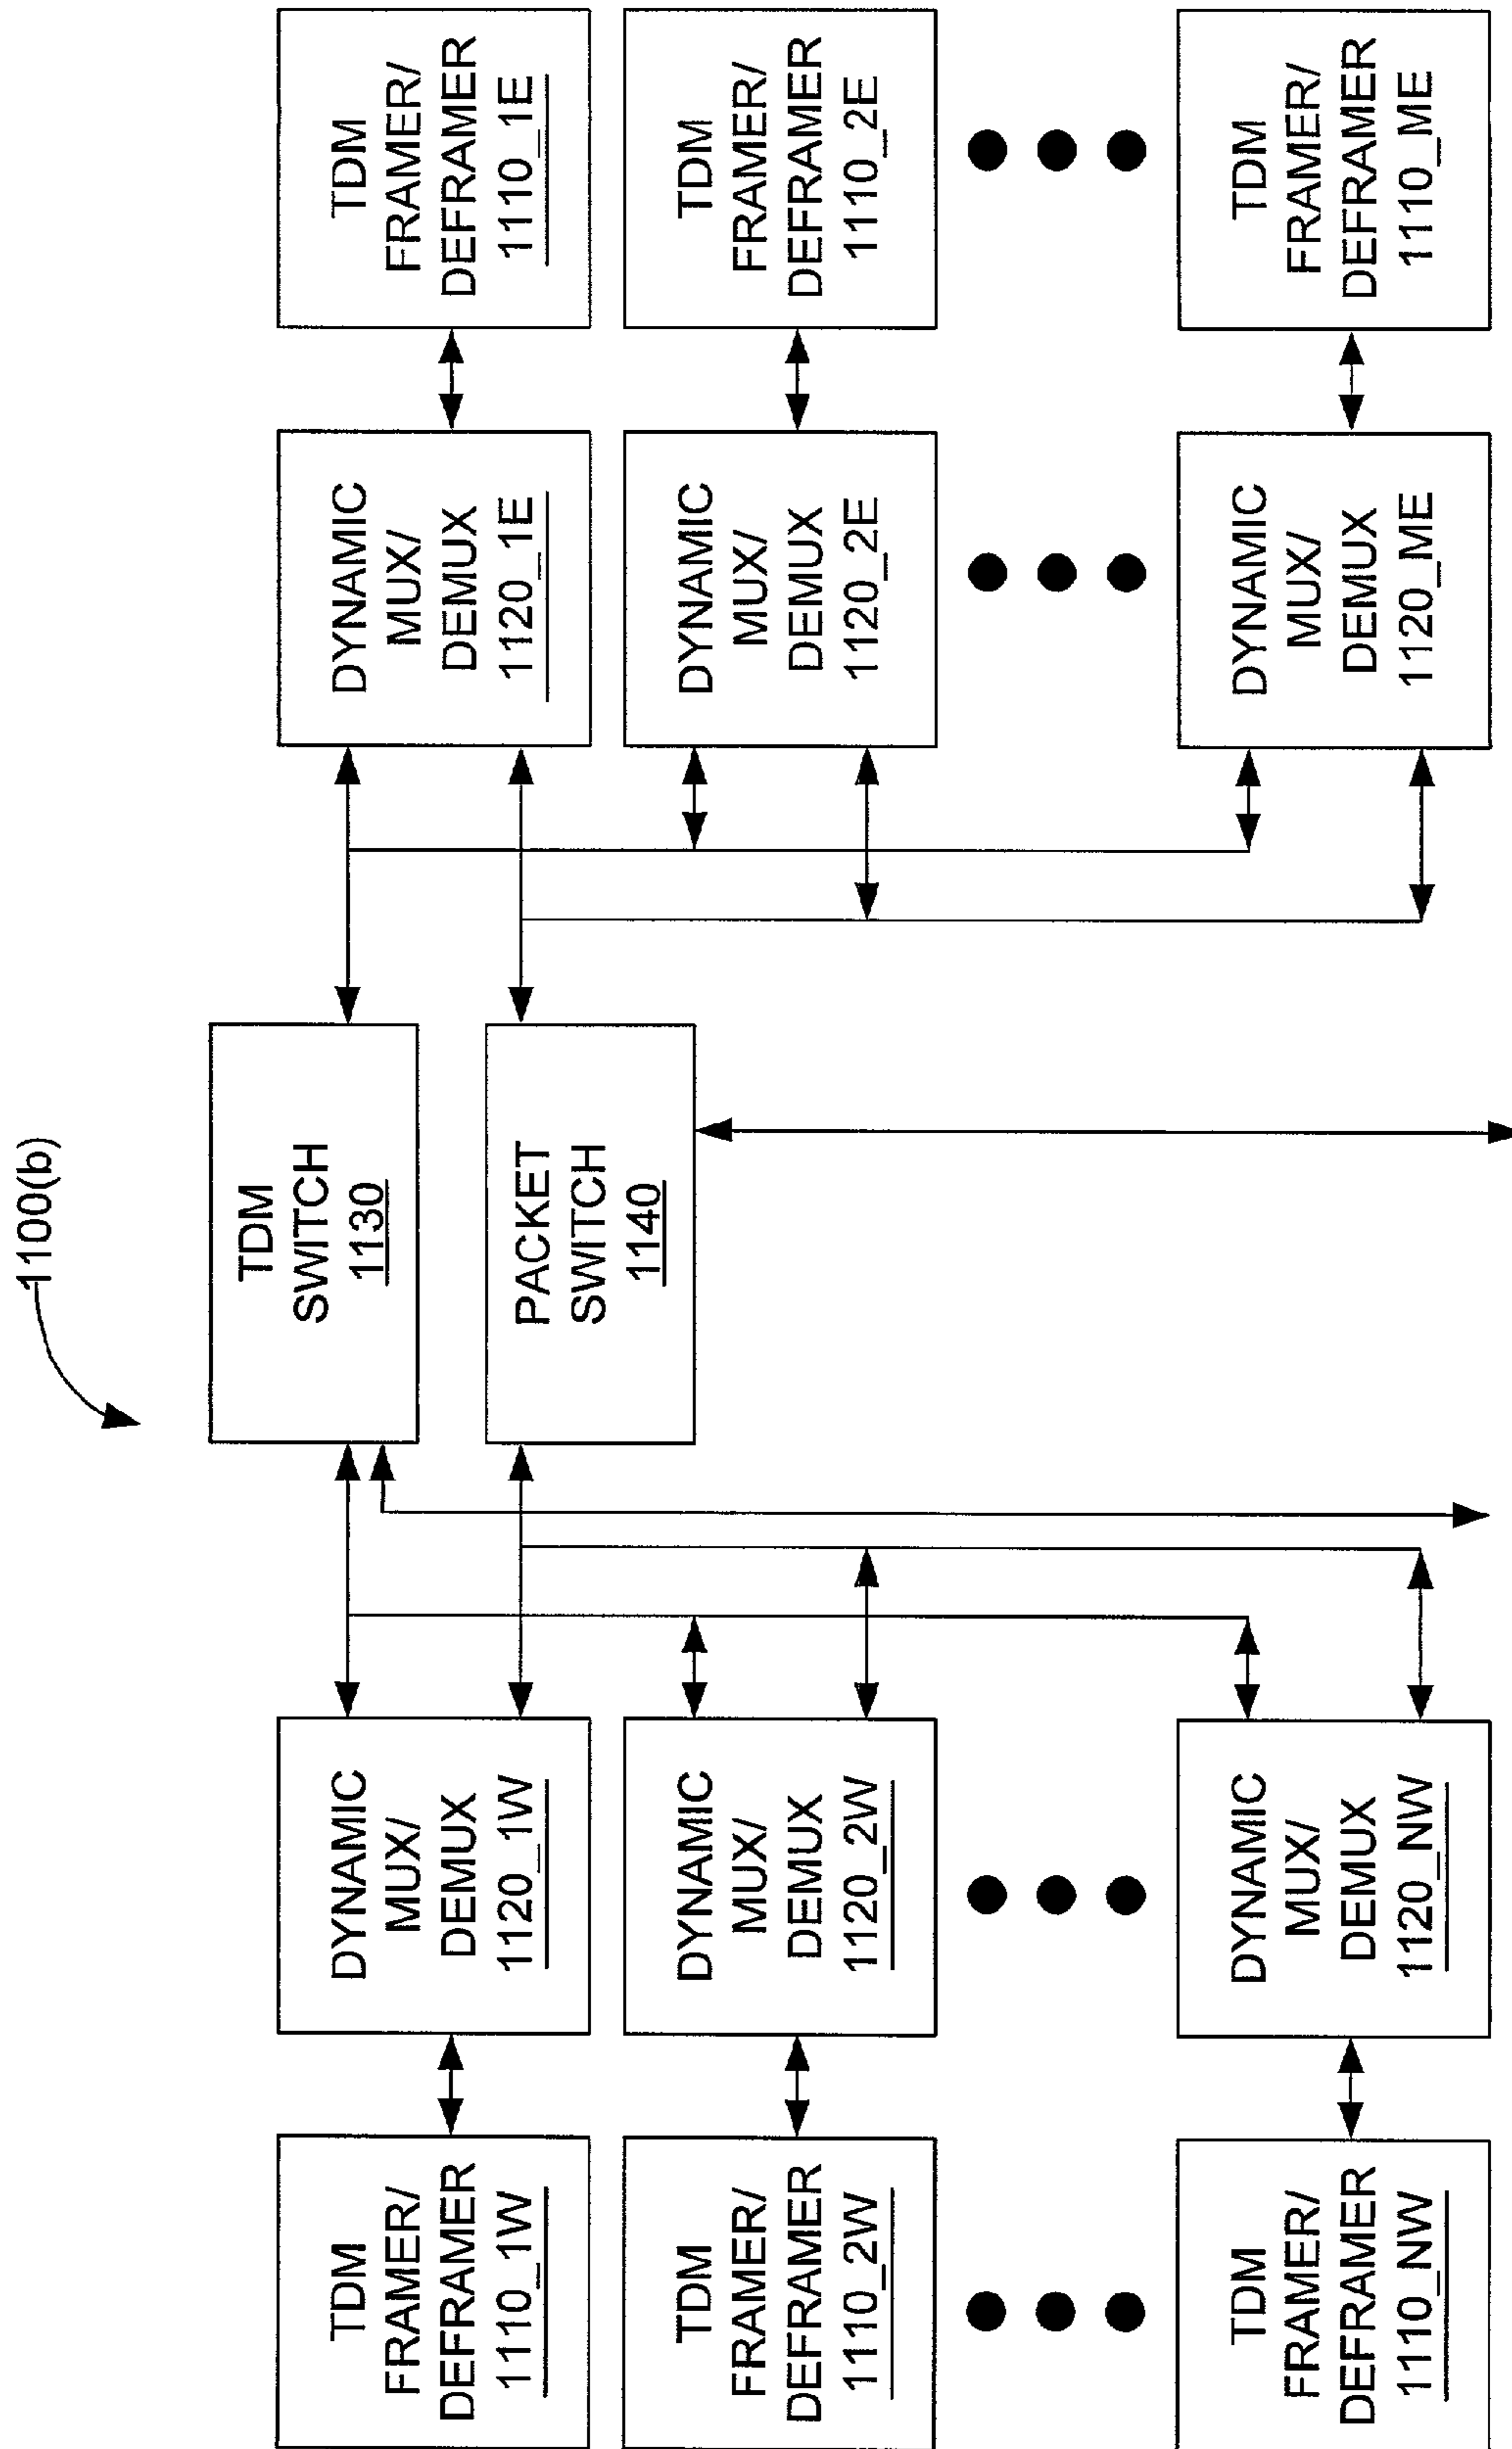 1100(b)
TDM
SWITCH
1130
PACKET
SWITCH
1140
TDM
FRAMER/
DEFRAMER
1110_1W
DYNAMIC
MUX/
DEMUX
1120_1W
DYNAMIC
MUX/
DEMUX
1120_1E
TDM
FRAMER/
DEFRAMER
1110_1E
TDM
FRAMER/
DEFRAMER
1110_2W
DYNAMIC
MUX/
DEMUX
1120_2W
DYNAMIC
MUX/
DEMUX
1120_2E
TDM
FRAMER/
DEFRAMER
1110_2E
TDM
FRAMER/
DEFRAMER
1110_NW
DYNAMIC
MUX/
DEMUX
1120_NW
DYNAMIC
MUX/
DEMUX
1120_ME
TDM
FRAMER/
DEFRAMER
1110_ME